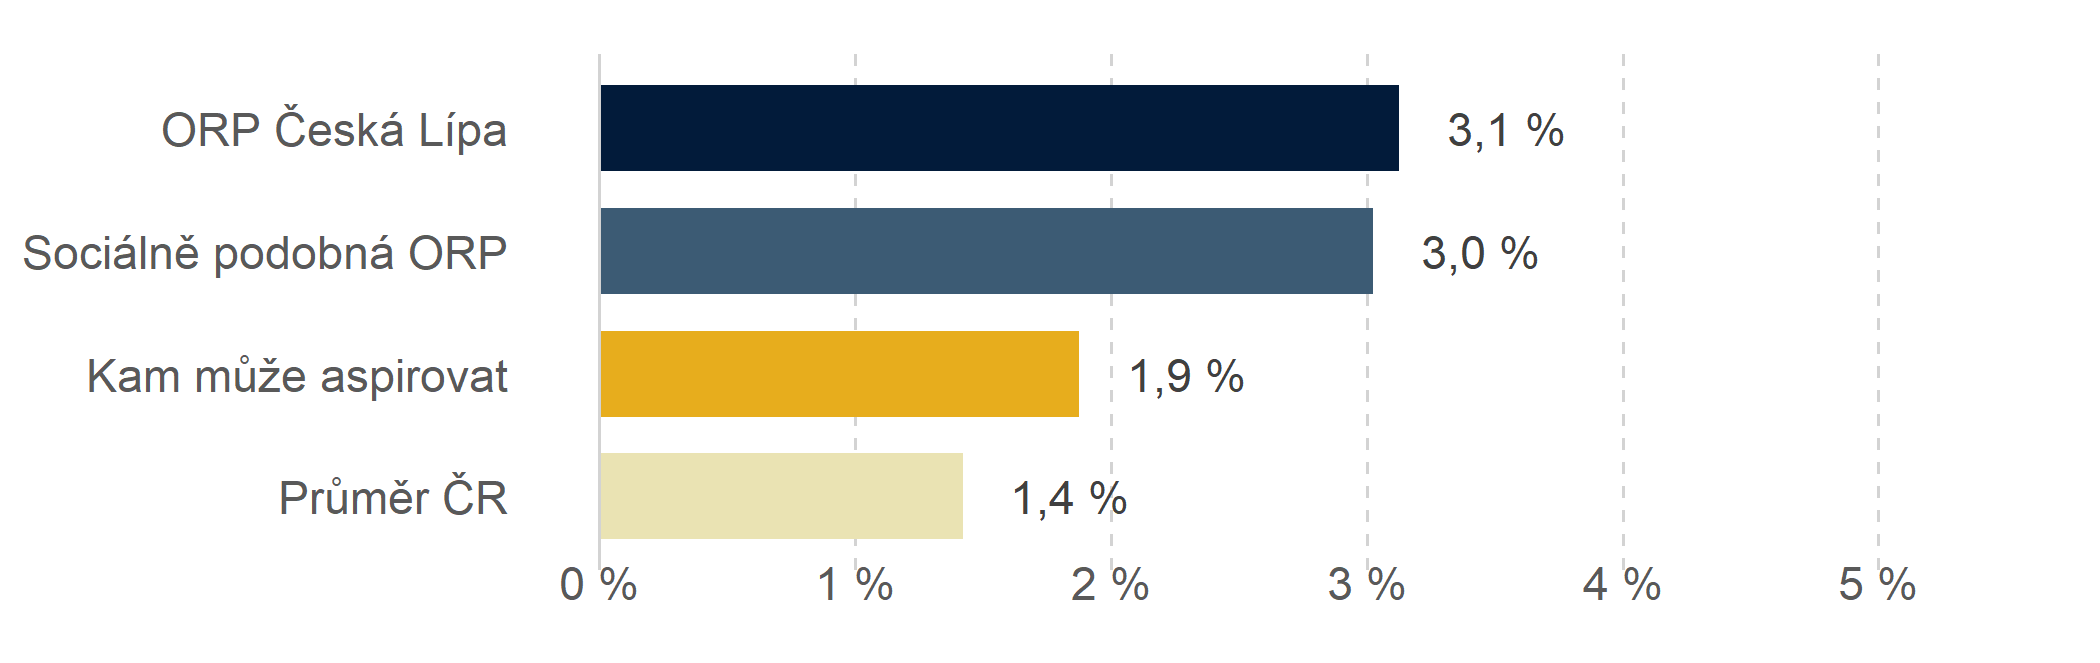 ORP Česká Lípa
3,1 %
Sociálně podobná ORP
3,0 %
Kam může aspirovat
1,9 %
Průměr ČR
1,4 %
0 % 1 % 2 % 3 % 4 % 5 %